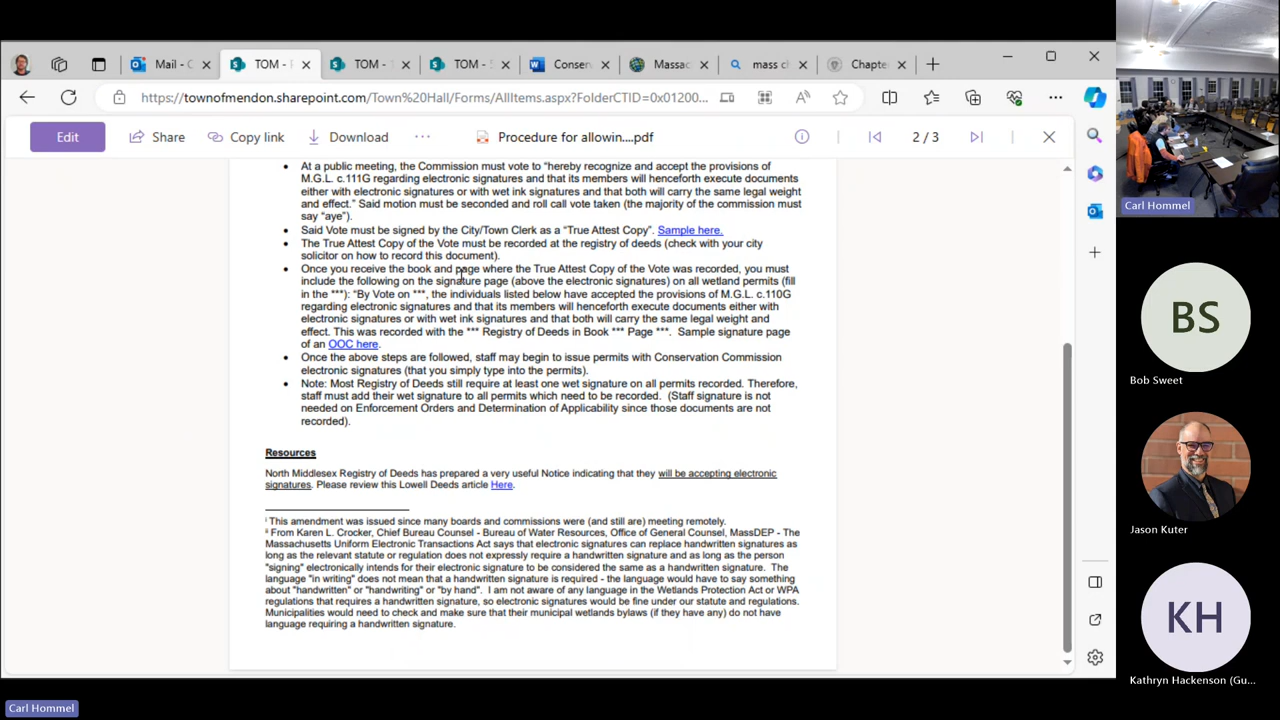 Mail - C
TOM - F
TOM -
TOM -
Conser
Massac
mass cl
Chapte
https://townofmendon.sharepoint.com/Town%20Hall/Forms/AllItems.aspx?FolderCTID=0x01200...
Edit
Share
Copy link
Download
Procedure for allowin....pdf
2 / 3
• At a public meeting, the Commission must vote to “hereby recognize and accept the provisions of
M.G.L. c.111G regarding electronic signatures and that its members will henceforth execute documents
either with electronic signatures or with wet ink signatures and that both will carry the same legal weight
and effect.” Said motion must be seconded and roll call vote taken (the majority of the commission must
say “aye”).
• Said Vote must be signed by the City/Town Clerk as a “True Attest Copy”. Sample here.
• The True Attest Copy of the Vote must be recorded at the registry of deeds (check with your city
solicitor on how to record this document).
• Once you receive the book and page where the True Attest Copy of the Vote was recorded, you must
include the following on the signature page (above the electronic signatures) on all wetland permits (fill
in the ***): “By Vote on ***, the individuals listed below have accepted the provisions of M.G.L. c.110G
regarding electronic signatures and that its members will henceforth execute documents either with
electronic signatures or with wet ink signatures and that both will carry the same legal weight and
effect. This was recorded with the *** Registry of Deeds in Book *** Page ***. Sample signature page
of an OOC here.
• Once the above steps are followed, staff may begin to issue permits with Conservation Commission
electronic signatures (that you simply type into the permits).
• Note: Most Registry of Deeds still require at least one wet signature on all permits recorded. Therefore,
staff must add their wet signature to all permits which need to be recorded. (Staff signature is not
needed on Enforcement Orders and Determination of Applicability since those documents are not
recorded).
Resources
North Middlesex Registry of Deeds has prepared a very useful Notice indicating that they will be accepting electronic
signatures. Please review this Lowell Deeds article Here.
i This amendment was issued since many boards and commissions were (and still are) meeting remotely.
ii From Karen L. Crocker, Chief Bureau Counsel - Bureau of Water Resources, Office of General Counsel, MassDEP - The
Massachusetts Uniform Electronic Transactions Act says that electronic signatures can replace handwritten signatures as
long as the relevant statute or regulation does not expressly require a handwritten signature and as long as the person
"signing" electronically intends for their electronic signature to be considered the same as a handwritten signature. The
language "in writing" does not mean that a handwritten signature is required - the language would have to say something
about "handwritten" or "handwriting" or "by hand". I am not aware of any language in the Wetlands Protection Act or WPA
regulations that requires a handwritten signature, so electronic signatures would be fine under our statute and regulations.
Municipalities would need to check and make sure that their municipal wetlands bylaws (if they have any) do not have
language requiring a handwritten signature.
Carl Hommel
BS
Bob Sweet
Jason Kuter
KH
Kathryn Hackenson (Gu...
Carl Hommel